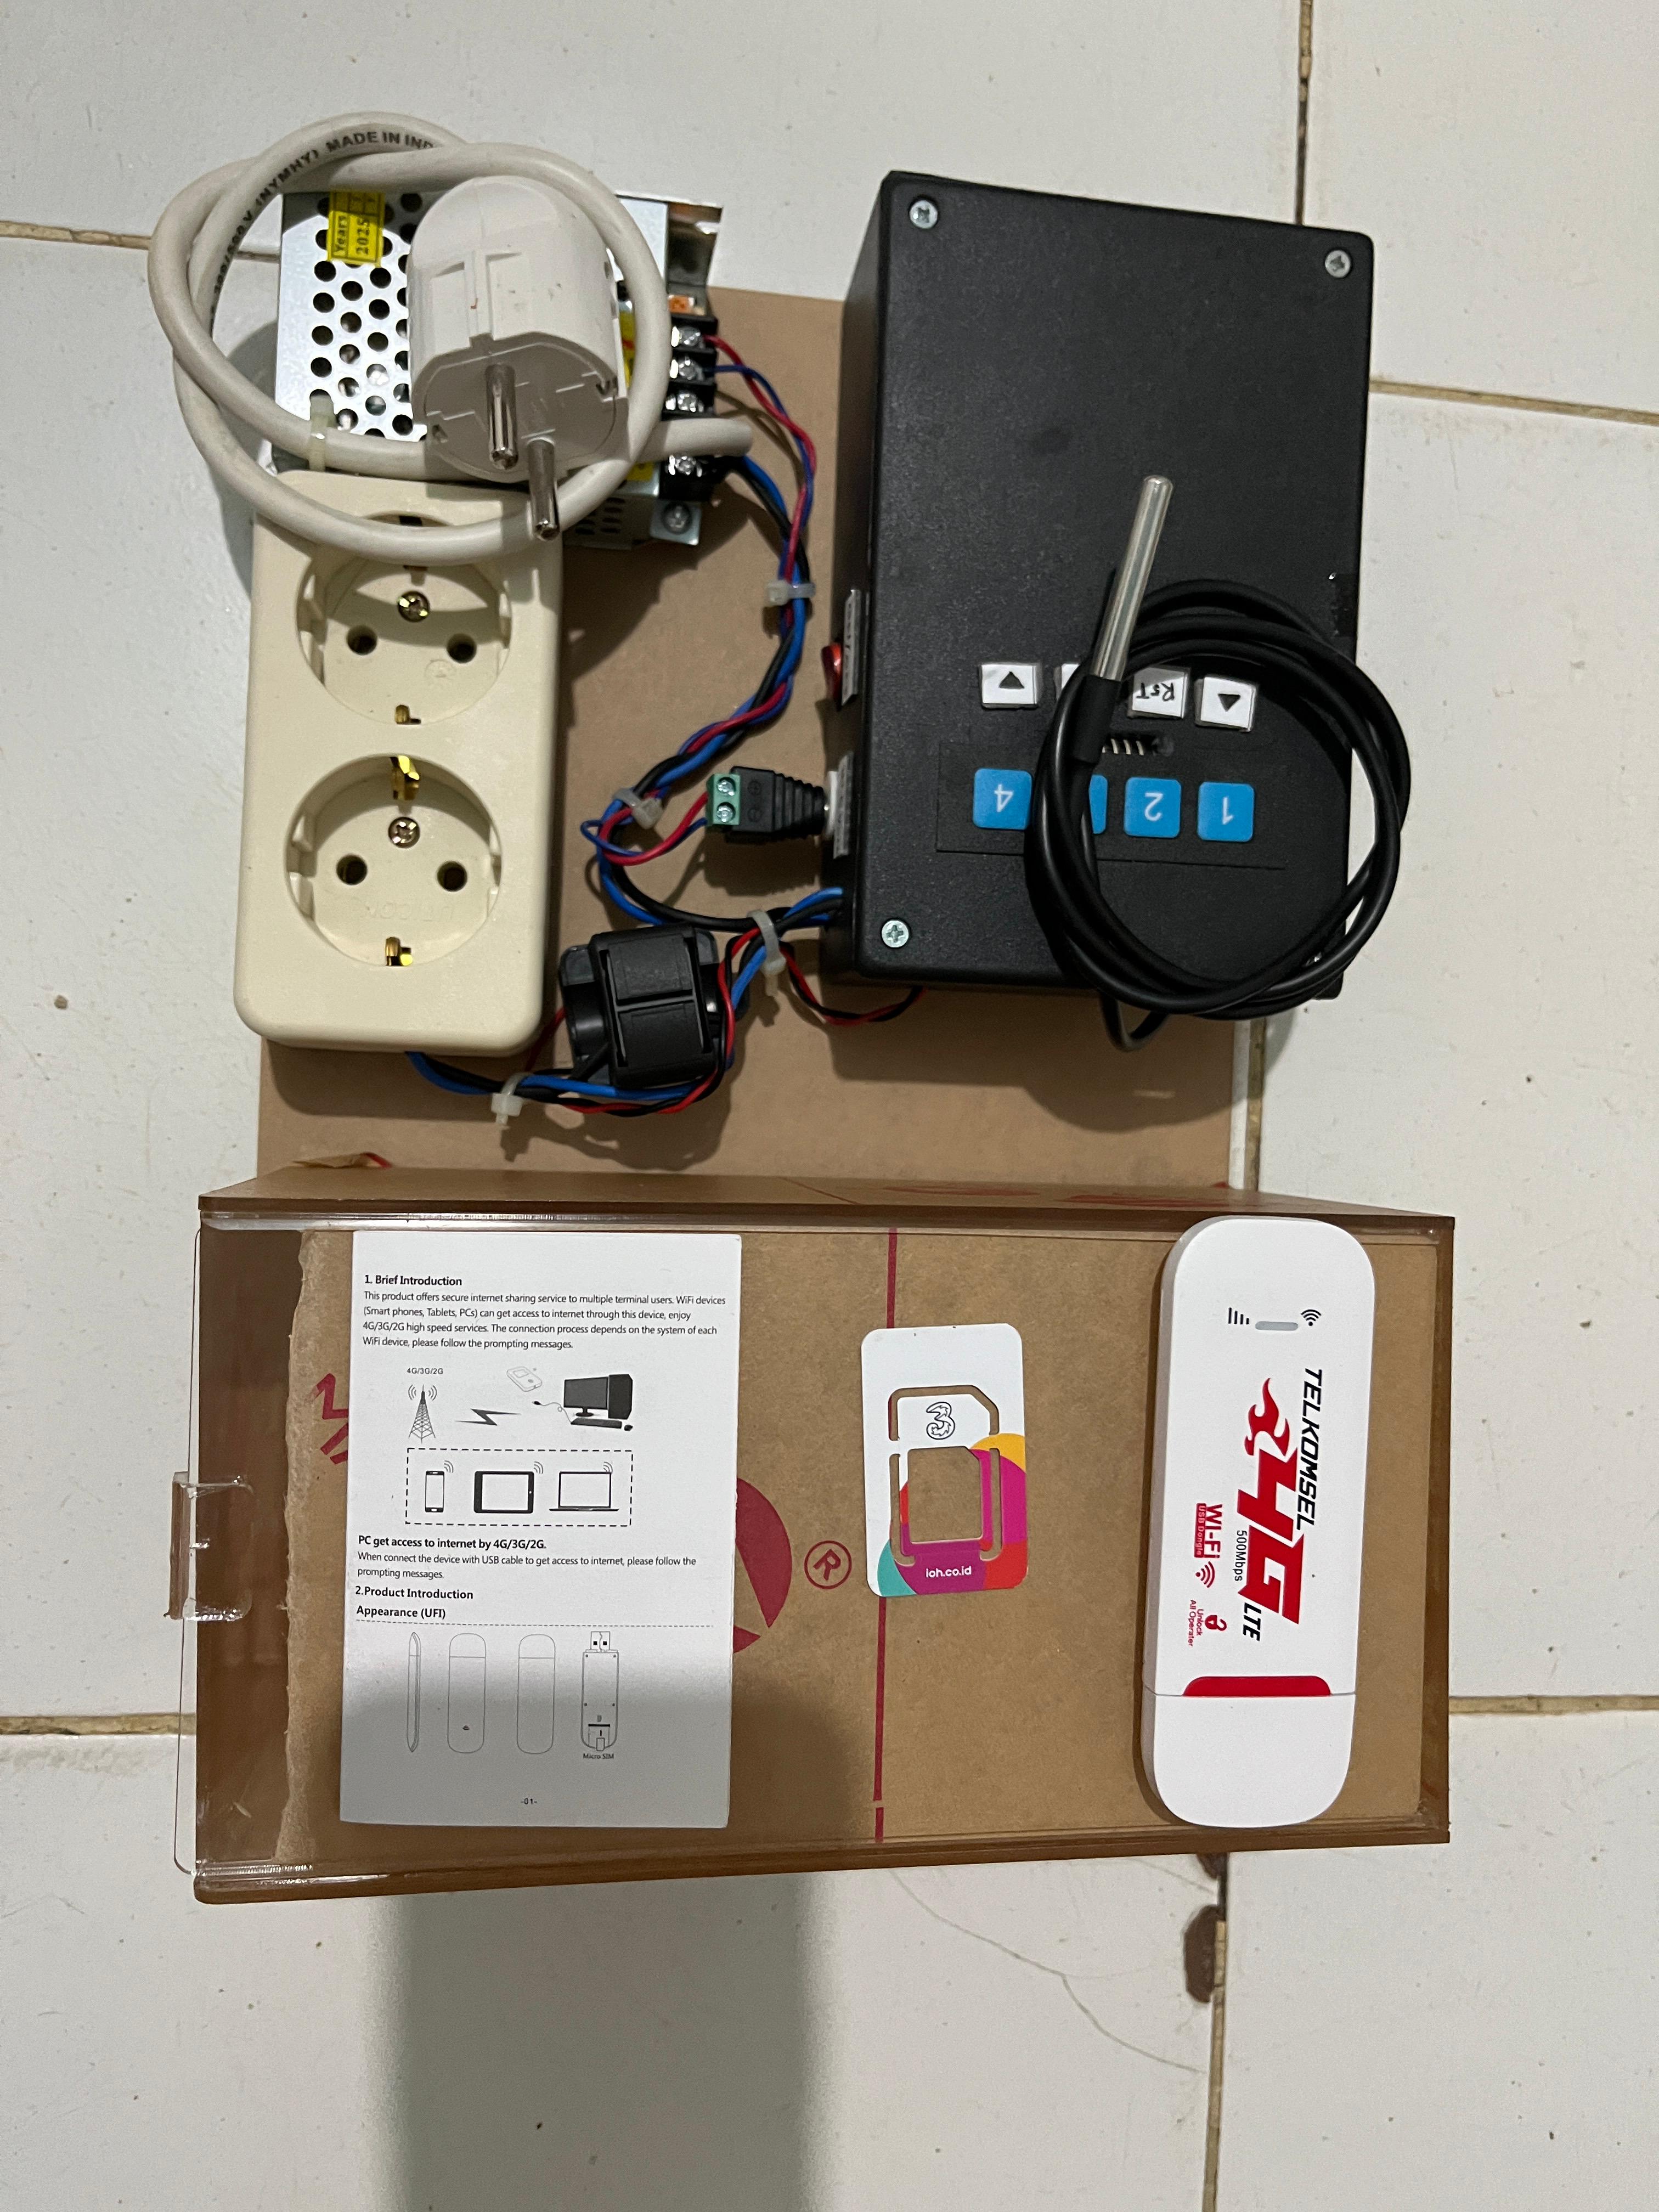 MADE IN IND
(NYMHY)
Years
2025
RST
4
2
1
1. Brief Introduction
This product offers secure internet sharing service to multiple terminal users. WiFi devices
(Smart phones, Tablets, PCs) can get access to internet through this device, enjoy
4G/3G/2G high speed services. The connection process depends on the system of each
WiFi device, please follow the prompting messages.
4G/3G/2G
PC get access to internet by 4G/3G/2G.
When connect the device with USB cable to get access to internet, please follow the
prompting messages.
2.Product Introduction
Appearance (UFI)
Micro SIM
-01-
®
3
ioh.co.id
TELKOMSEL
4G LTE
500Mbps
Wi-Fi
USB Dongle
Unlock
All Operater